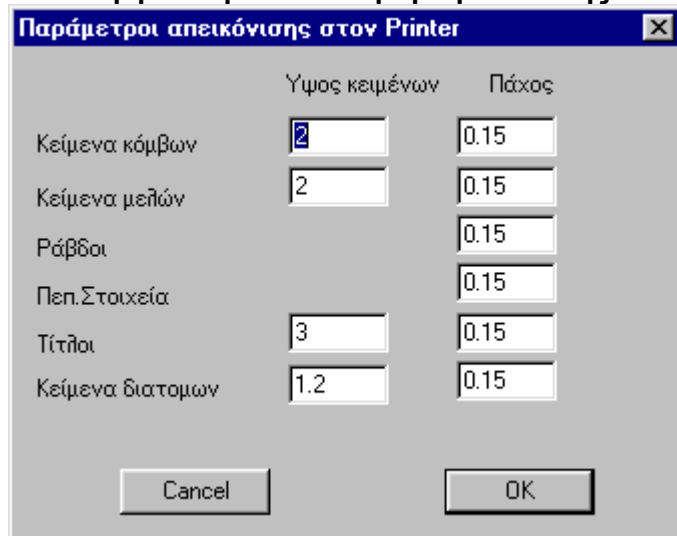 Παράμετροι απεικόνισης στον Printer
Υψος κειμένων Πάχος
Κείμενα κόμβων 2 0.15
Κείμενα μελών 2 0.15
Ράβδοι 0.15
Πεπ.Στοιχεία 0.15
Τίτλοι 3 0.15
Κείμενα διατομων 1.2 0.15
Cancel OK